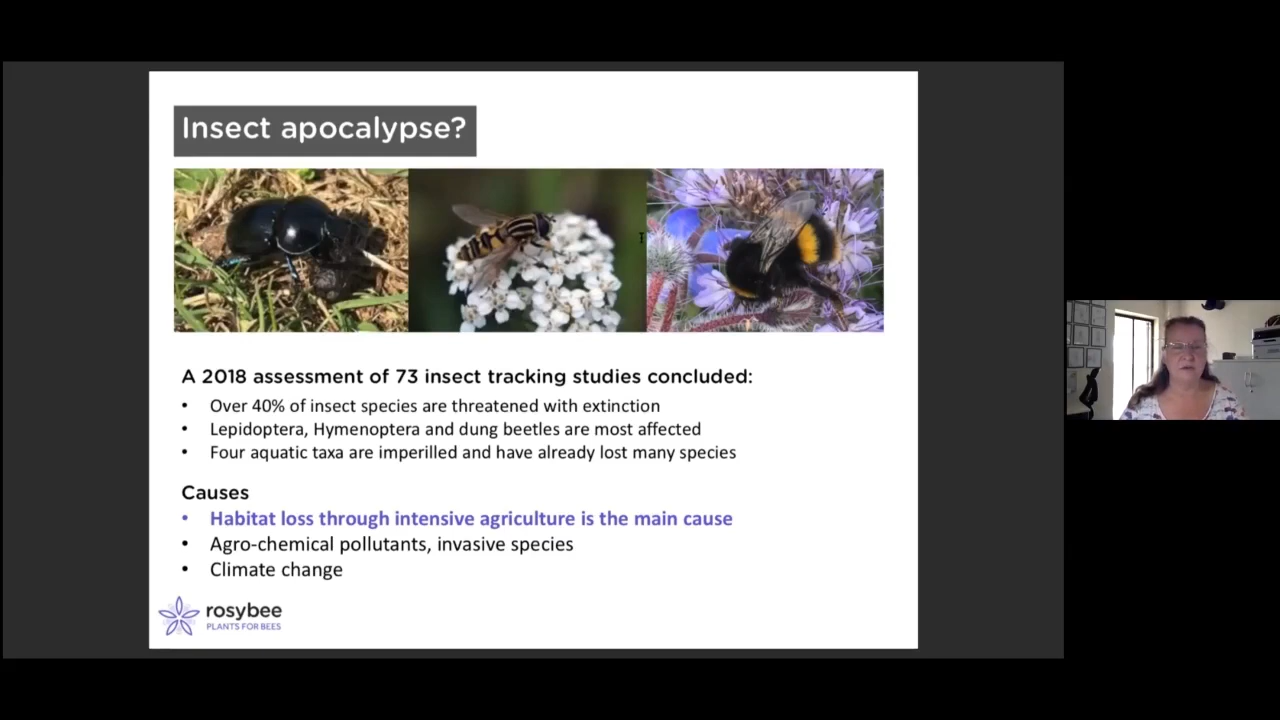 Insect apocalypse?
A 2018 assessment of 73 insect tracking studies concluded:
• Over 40% of insect species are threatened with extinction
• Lepidoptera, Hymenoptera and dung beetles are most affected
• Four aquatic taxa are imperilled and have already lost many species
Causes
• Habitat loss through intensive agriculture is the main cause
• Agro-chemical pollutants, invasive species
• Climate change
rosybee
PLANTS FOR BEES